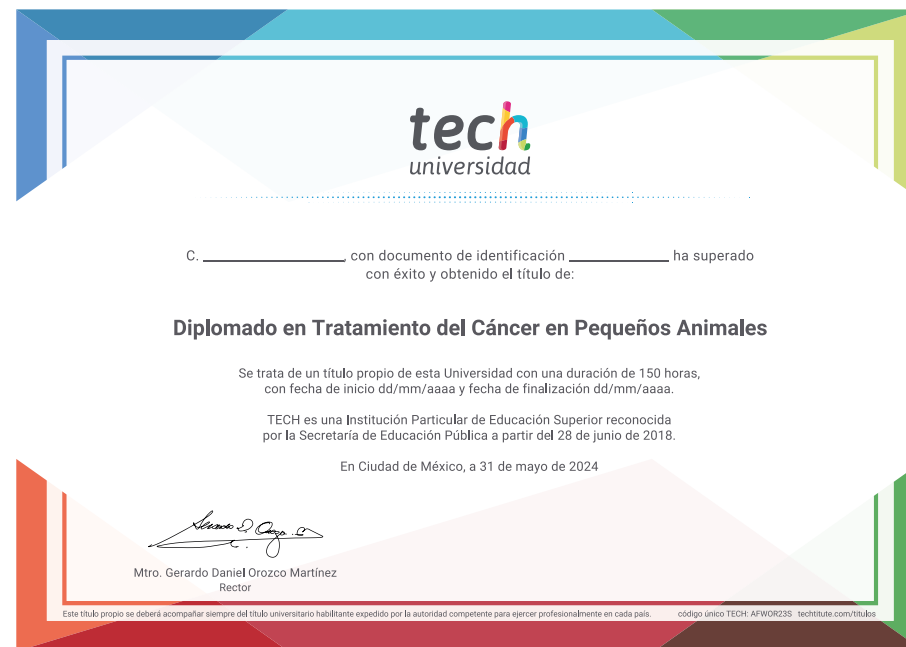 tech
universidad
C. ____________, con documento de identificación ____________ ha superado
con éxito y obtenido el título de:
Diplomado en Tratamiento del Cáncer en Pequeños Animales
Se trata de un título propio de esta Universidad con una duración de 150 horas,
con fecha de inicio dd/mm/aaaa y fecha de finalización dd/mm/aaaa.
TECH es una Institución Particular de Educación Superior reconocida
por la Secretaría de Educación Pública a partir del 28 de junio de 2018.
En Ciudad de México, a 31 de mayo de 2024
Mtro. Gerardo Daniel Orozco Martínez
Rector
Este título propio se deberá acompañar siempre del título universitario habilitante expedido por la autoridad competente para ejercer profesionalmente en cada país. código único TECH: AFWOR23S techtitute.com/titulos